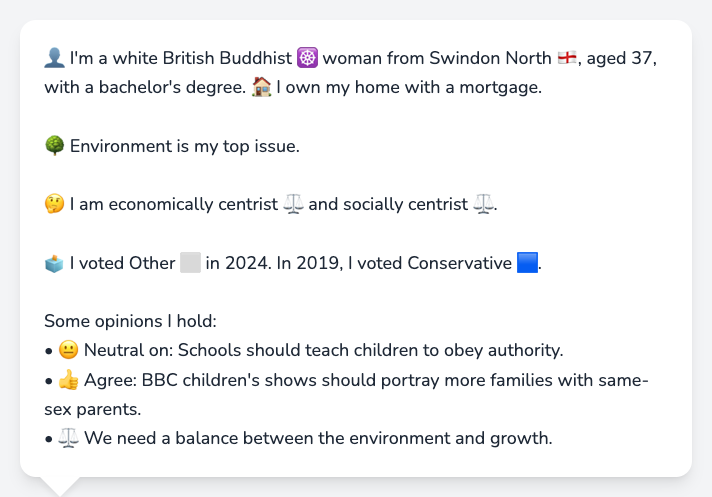 👤 I'm a white British Buddhist ☸️ woman from Swindon North 🏴󠁧󠁢󠁥󠁮󠁧󠁿, aged 37,
with a bachelor's degree. 🏠 I own my home with a mortgage.
🌳 Environment is my top issue.
🤔 I am economically centrist ⚖️ and socially centrist ⚖️.
🗳️ I voted Other ⬜ in 2024. In 2019, I voted Conservative 🟦.
Some opinions I hold:
• 😐 Neutral on: Schools should teach children to obey authority.
• 👍 Agree: BBC children's shows should portray more families with same-
sex parents.
• ⚖️ We need a balance between the environment and growth.